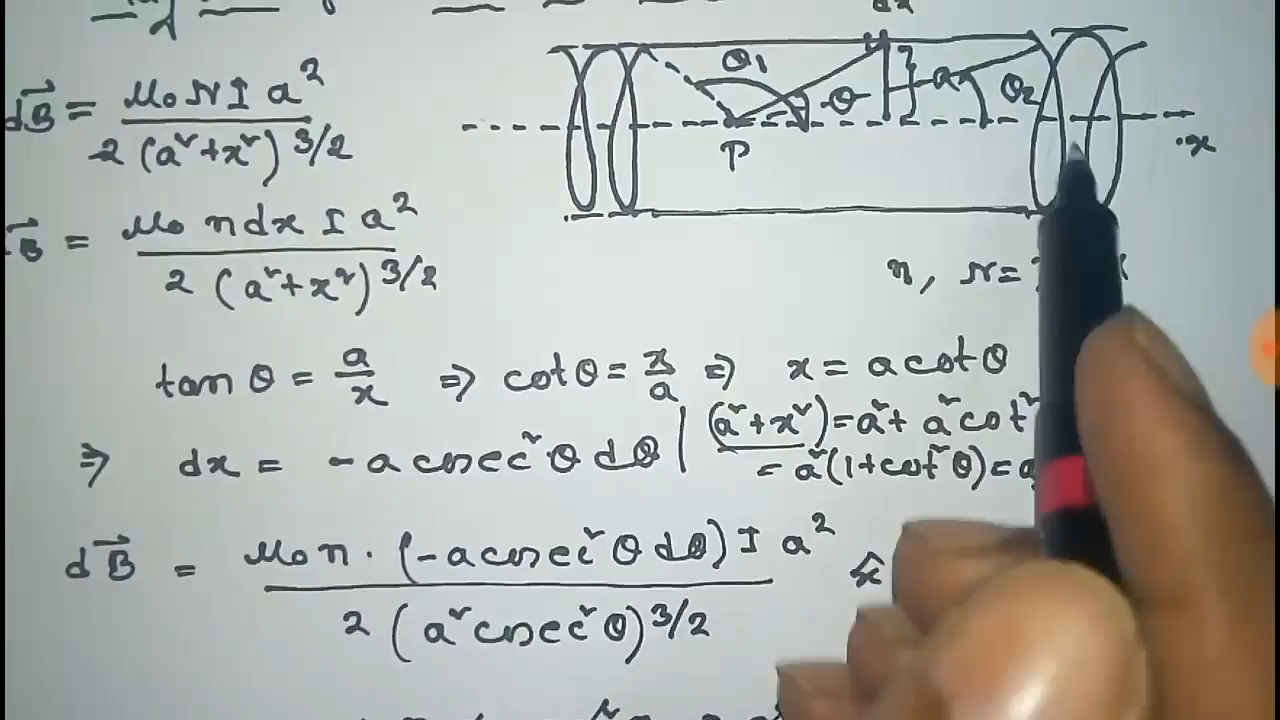 dx
θ₁ θ a θ₂
P x
dB⃗ = μ₀ N I a² / 2 (a² + x²)^3/2
B⃗ = μ₀ n dx I a² / 2 (a² + x²)^3/2
n, N =
tan θ = a/x ⇒ cot θ = x/a ⇒ x = a cot θ
⇒ dx = - a cosec² θ dθ | (a² + x²) = a² + a² cot²
= a² (1 + cot² θ) = a
dB⃗ = μ₀ n . (- a cosec² θ dθ) I a² / 2 (a² cosec² θ)^3/2 x̂